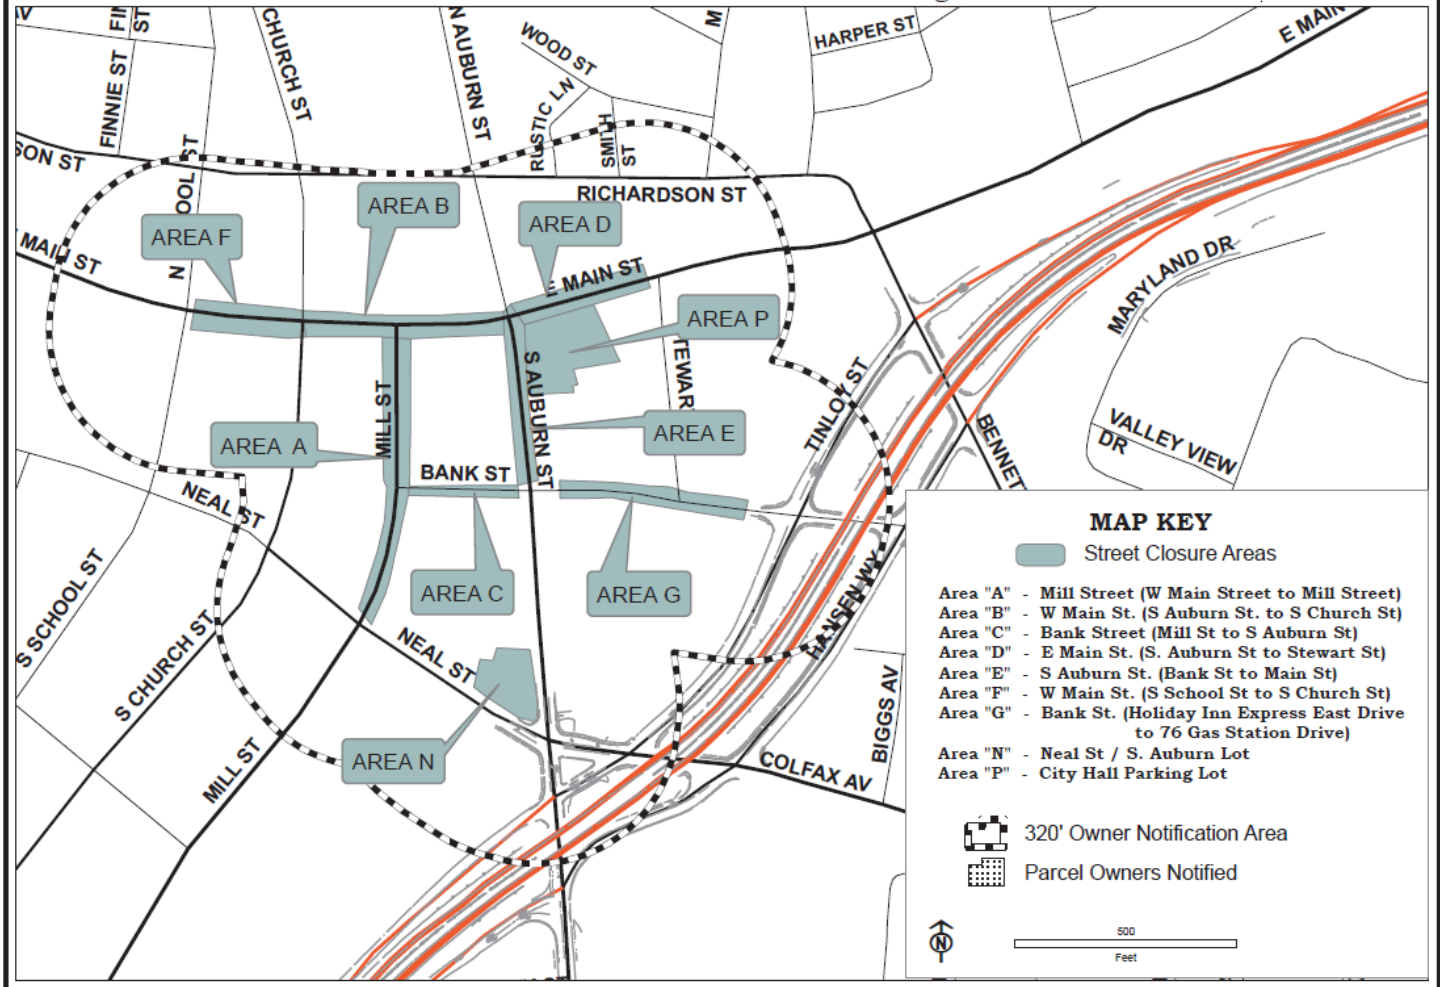 AV
FIN
ST
FINNIE ST
CHURCH ST
N AUBURN ST
WOOD ST
RUSTIC LN
SMITH
ST
M
HARPER ST
E MAIN
SON ST
OOL ST
N
RICHARDSON ST
AREA B
AREA D
AREA F
MAIN ST
E MAIN ST
MARYLAND DR
AREA P
S AUBURN ST
TEWAR
TINLOY ST
MILL ST
AREA A
AREA E
BENNET
VALLEY VIEW
DR
BANK ST
NEAL ST
AREA C
AREA G
HANSEN WY
S SCHOOL ST
S CHURCH ST
NEAL ST
MILL ST
AREA N
BIGGS AV
COLFAX AV
MAP KEY
Street Closure Areas
Area "A" - Mill Street (W Main Street to Mill Street)
Area "B" - W Main St. (S Auburn St. to S Church St)
Area "C" - Bank Street (Mill St to S Auburn St)
Area "D" - E Main St. (S. Auburn St to Stewart St)
Area "E" - S Auburn St. (Bank St to Main St)
Area "F" - W Main St. (S School St to S Church St)
Area "G" - Bank St. (Holiday Inn Express East Drive
to 76 Gas Station Drive)
Area "N" - Neal St / S. Auburn Lot
Area "P" - City Hall Parking Lot
320' Owner Notification Area
Parcel Owners Notified
N
500
Feet